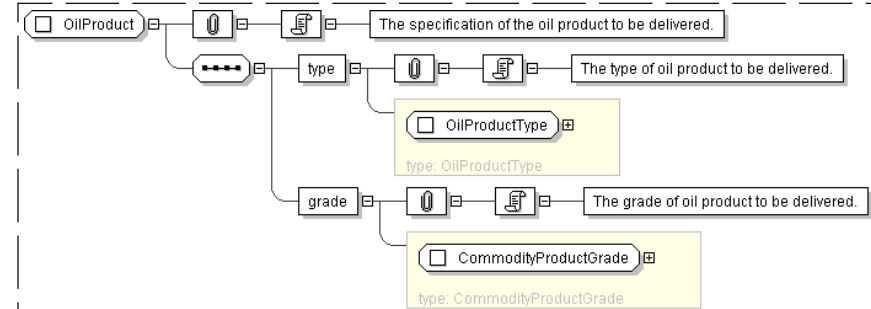 OilProduct
The specification of the oil product to be delivered.
type
The type of oil product to be delivered.
OilProductType
type: OilProductType
grade
The grade of oil product to be delivered.
CommodityProductGrade
type: CommodityProductGrade